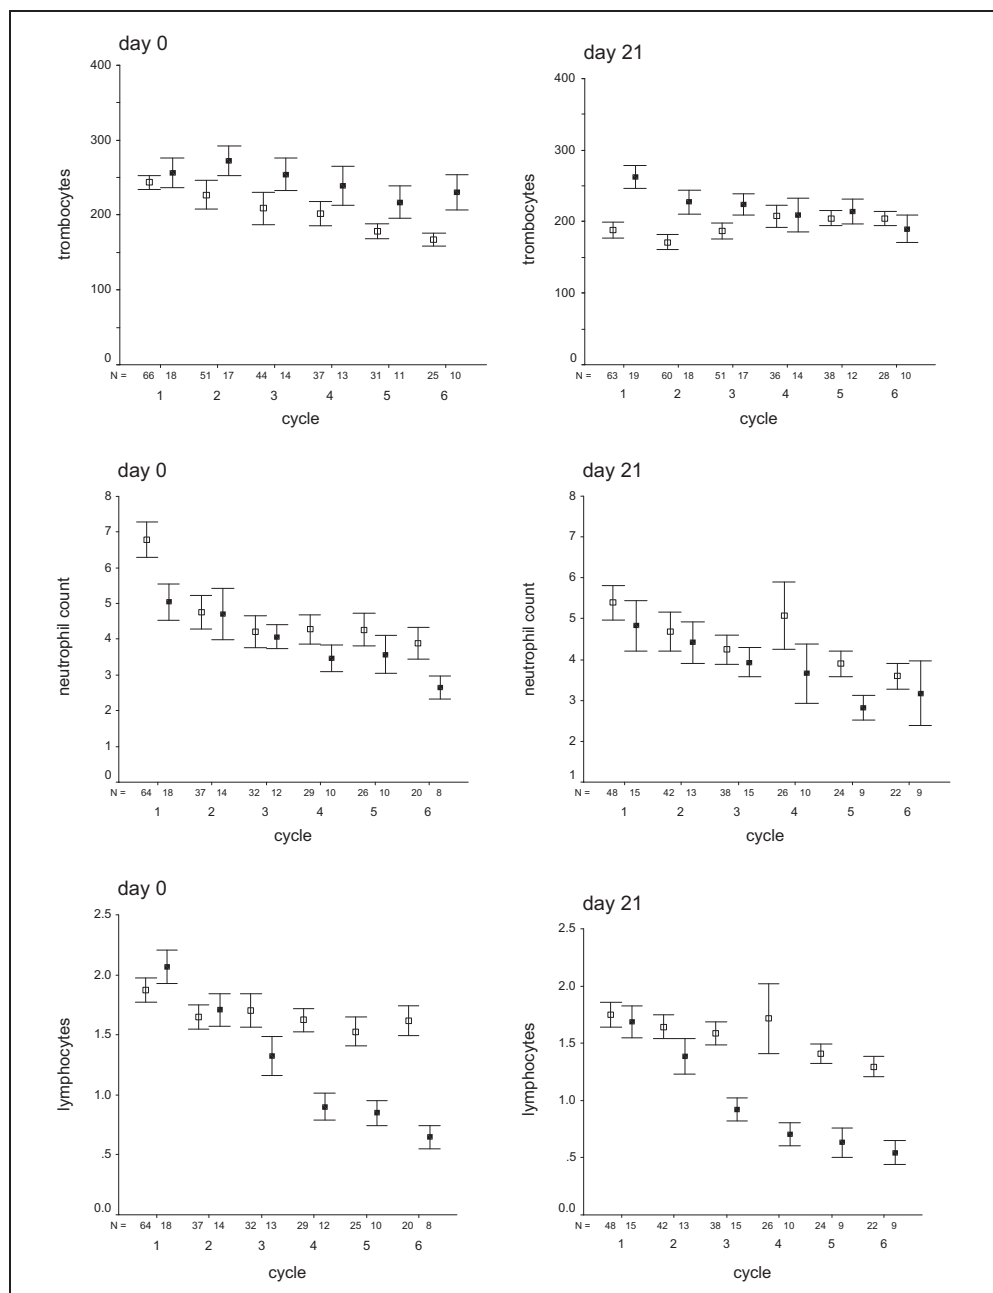 day 0
400
300
200
100
0
trombocytes
N = 66 18 51 17 44 14 37 13 31 11 25 10
1 2 3 4 5 6
cycle
day 21
400
300
200
100
0
trombocytes
N = 63 19 60 18 51 17 36 14 38 12 28 10
1 2 3 4 5 6
cycle
day 0
8
7
6
5
4
3
2
1
0
neutrophil count
N = 64 18 37 14 32 12 29 10 26 10 20 8
1 2 3 4 5 6
cycle
day 21
8
7
6
5
4
3
2
1
neutrophil count
N = 48 15 42 13 38 15 26 10 24 9 22 9
1 2 3 4 5 6
cycle
day 0
2.5
2.0
1.5
1.0
.5
0.0
lymphocytes
N = 64 18 37 14 32 13 29 12 25 10 20 8
1 2 3 4 5 6
cycle
day 21
2.5
2.0
1.5
1.0
.5
0.0
lymphocytes
N = 48 15 42 13 38 15 26 10 24 9 22 9
1 2 3 4 5 6
cycle